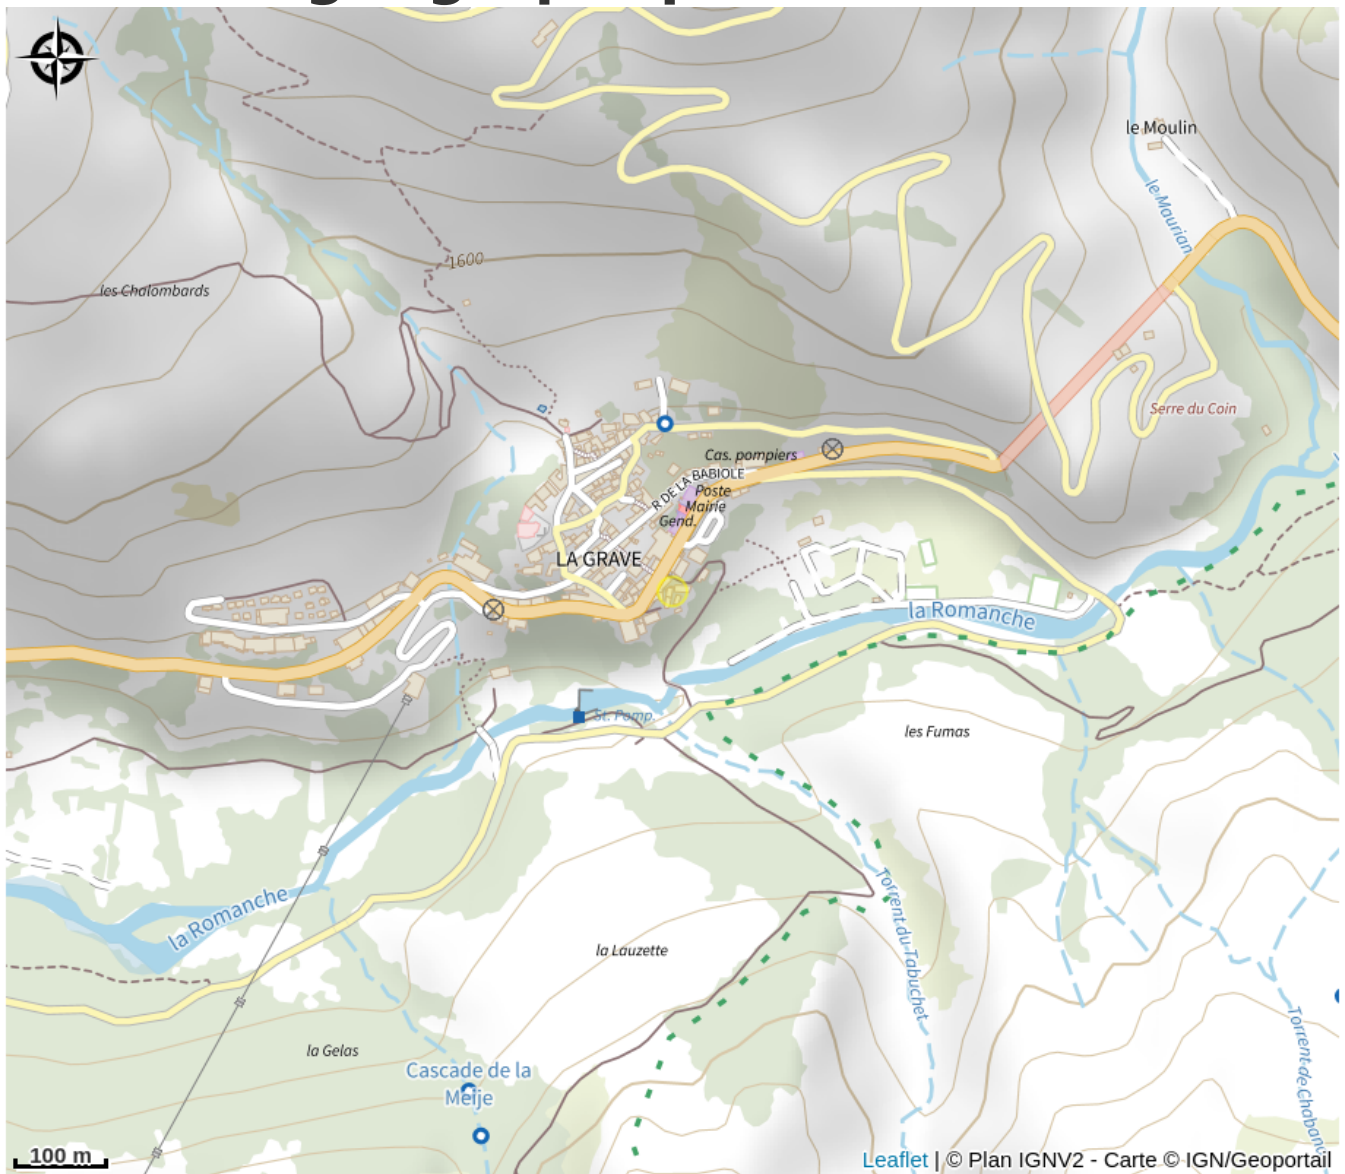 le Moulin
le Maurian
1600
les Chalombards
Serre du Coin
Cas. pompiers
R DE LA BABIOLE
Poste
Mairie
Gend.
LA GRAVE
la Romanche
St. Pomp.
les Fumas
Torrent du Tabuchet
la Romanche
la Lauzette
Torrent de Chabano
la Gelas
Cascade de la
Meije
100 m
Leaflet | © Plan IGNV2 - Carte © IGN/Geoportail